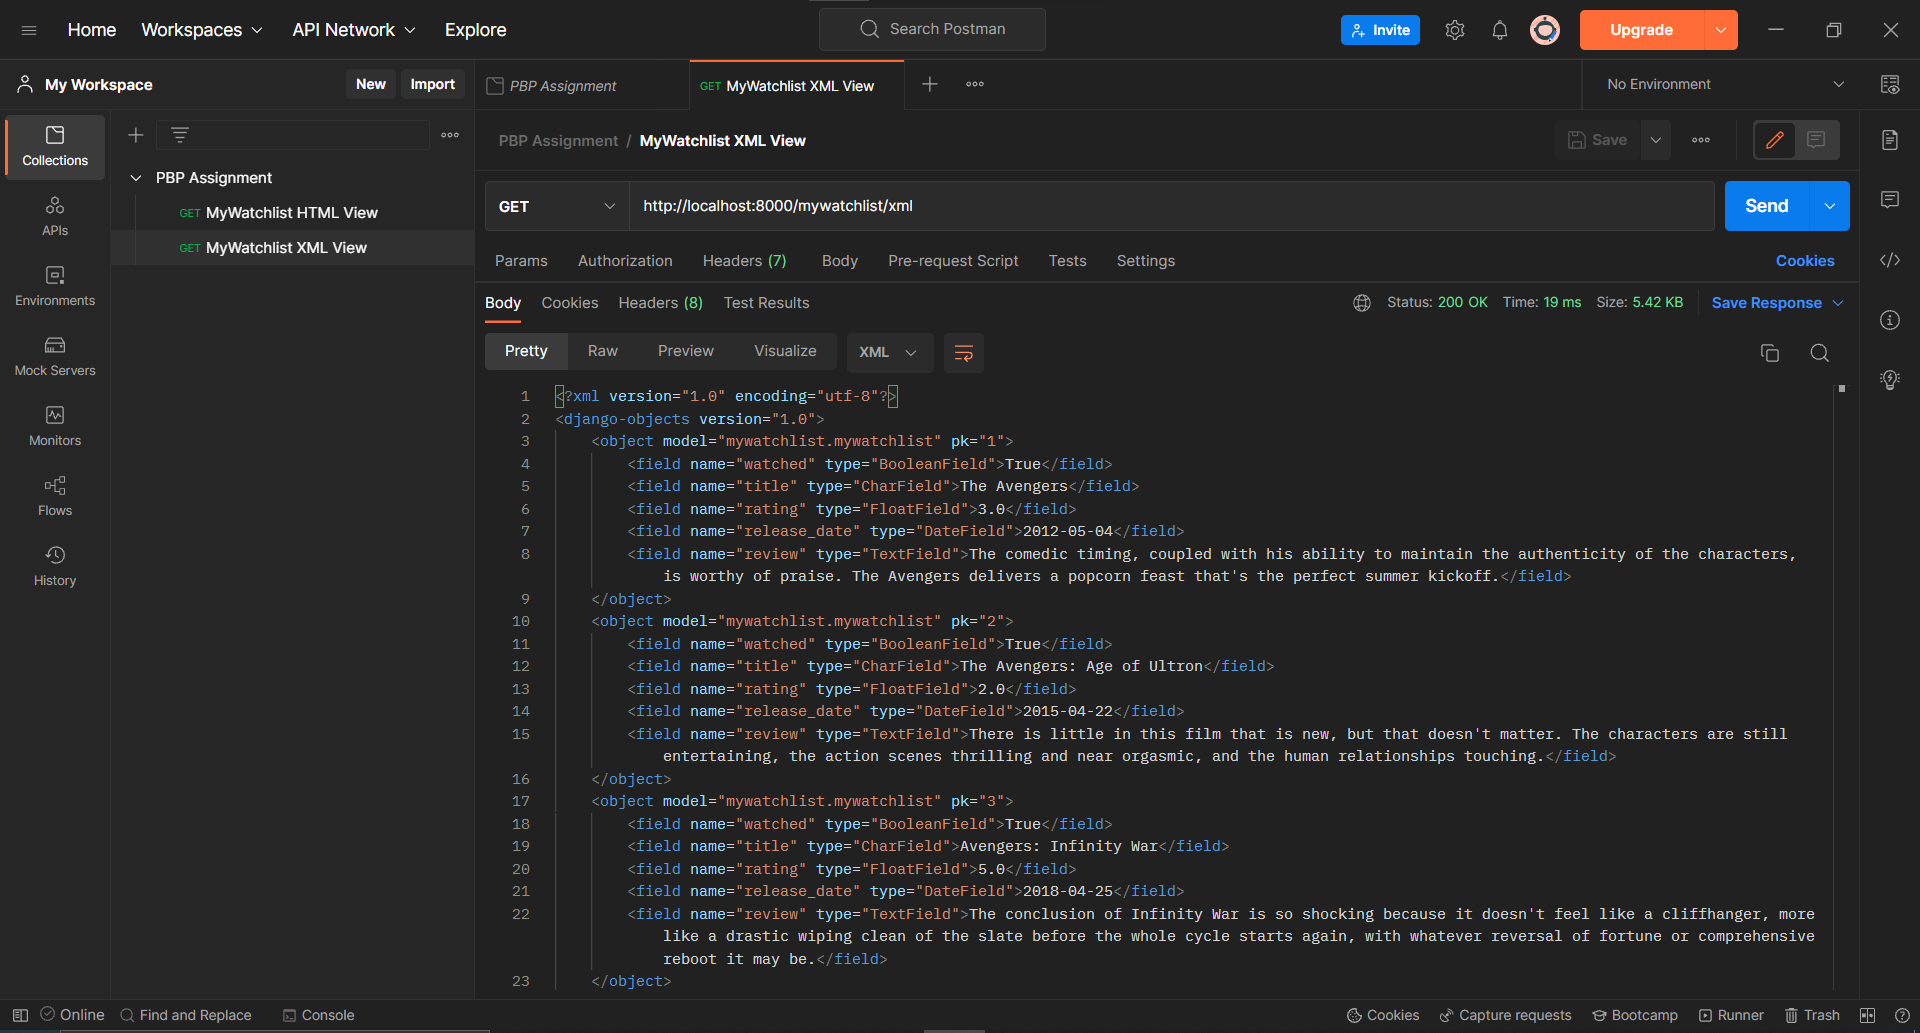 Home Workspaces API Network Explore Search Postman Invite Upgrade
My Workspace New Import PBP Assignment GET MyWatchlist XML View No Environment
Collections
APIs
Environments
Mock Servers
Monitors
Flows
History
PBP Assignment
GET MyWatchlist HTML View
GET MyWatchlist XML View
PBP Assignment / MyWatchlist XML View Save
GET http://localhost:8000/mywatchlist/xml Send
Params Authorization Headers (7) Body Pre-request Script Tests Settings Cookies
Body Cookies Headers (8) Test Results Status: 200 OK Time: 19 ms Size: 5.42 KB Save Response
Pretty Raw Preview Visualize XML
1 <?xml version="1.0" encoding="utf-8"?>
2 <django-objects version="1.0">
3 <object model="mywatchlist.mywatchlist" pk="1">
4 <field name="watched" type="BooleanField">True</field>
5 <field name="title" type="CharField">The Avengers</field>
6 <field name="rating" type="FloatField">3.0</field>
7 <field name="release_date" type="DateField">2012-05-04</field>
8 <field name="review" type="TextField">The comedic timing, coupled with his ability to maintain the authenticity of the characters,
is worthy of praise. The Avengers delivers a popcorn feast that's the perfect summer kickoff.</field>
9 </object>
10 <object model="mywatchlist.mywatchlist" pk="2">
11 <field name="watched" type="BooleanField">True</field>
12 <field name="title" type="CharField">The Avengers: Age of Ultron</field>
13 <field name="rating" type="FloatField">2.0</field>
14 <field name="release_date" type="DateField">2015-04-22</field>
15 <field name="review" type="TextField">There is little in this film that is new, but that doesn't matter. The characters are still
entertaining, the action scenes thrilling and near orgasmic, and the human relationships touching.</field>
16 </object>
17 <object model="mywatchlist.mywatchlist" pk="3">
18 <field name="watched" type="BooleanField">True</field>
19 <field name="title" type="CharField">Avengers: Infinity War</field>
20 <field name="rating" type="FloatField">5.0</field>
21 <field name="release_date" type="DateField">2018-04-25</field>
22 <field name="review" type="TextField">The conclusion of Infinity War is so shocking because it doesn't feel like a cliffhanger, more
like a drastic wiping clean of the slate before the whole cycle starts again, with whatever reversal of fortune or comprehensive
reboot it may be.</field>
23 </object>
Online Find and Replace Console Cookies Capture requests Bootcamp Runner Trash